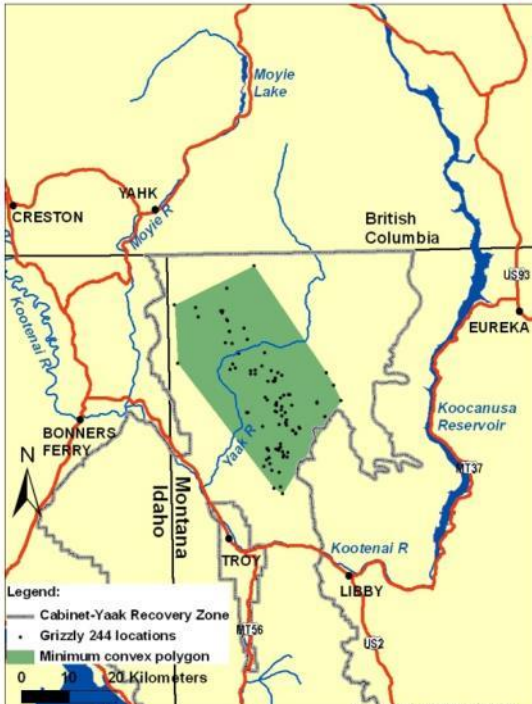 Moyie
Lake
YAHK
CRESTON
Moyie R
British
Columbia
US93
Kootenai R
EUREKA
Koocanusa
Reservoir
BONNERS
FERRY
Yaak R
N
Montana
Idaho
MT37
TROY
Kootenai R
LIBBY
Legend:
Cabinet-Yaak Recovery Zone
Grizzly 244 locations
Minimum convex polygon
MT56
US2
0 10 20 Kilometers